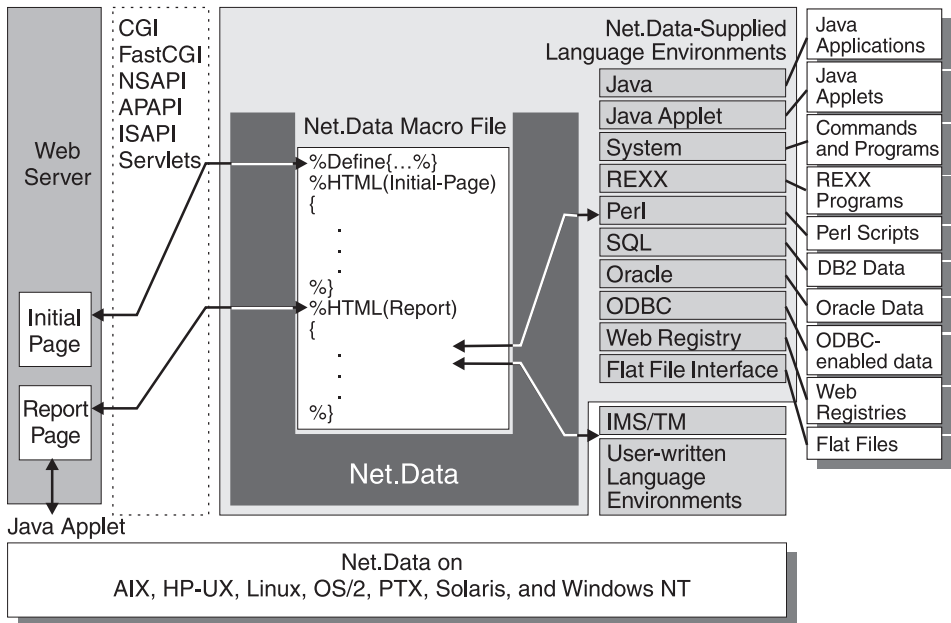 Web
Server
Initial
Page
Report
Page
Java Applet
CGI
FastCGI
NSAPI
APAPI
ISAPI
Servlets
Net.Data Macro File
%Define{...%}
%HTML(Initial-Page)
{
.
.
.
%}
%HTML(Report)
{
.
.
.
%}
Net.Data
Net.Data-Supplied
Language Environments
Java
Java Applet
System
REXX
Perl
SQL
Oracle
ODBC
Web Registry
Flat File Interface
IMS/TM
User-written
Language
Environments
Java
Applications
Java
Applets
Commands
and Programs
REXX
Programs
Perl Scripts
DB2 Data
Oracle Data
ODBC-
enabled data
Web
Registries
Flat Files
Net.Data on
AIX, HP-UX, Linux, OS/2, PTX, Solaris, and Windows NT